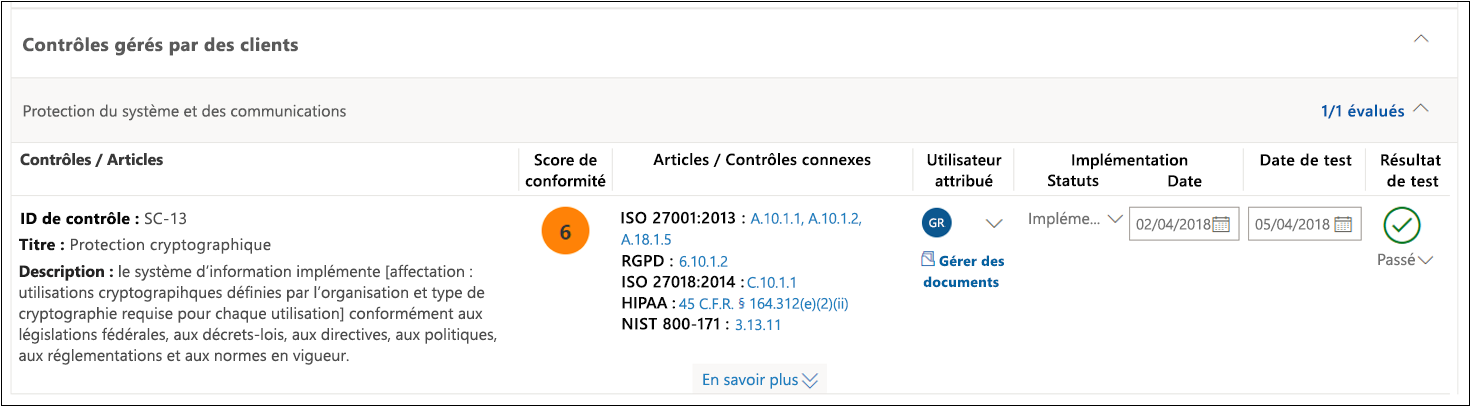 Contrôles gérés par des clients
Protection du système et des communications
1/1 évalués
Contrôles / Articles
Score de
conformité
Articles / Contrôles connexes
Utilisateur
attribué
Implémentation
Statuts
Date
Date de test
Résultat
de test
ID de contrôle : SC-13
Titre : Protection cryptographique
Description : le système d’information implémente [affectation :
utilisations cryptograpihques définies par l’organisation et type de
cryptographie requise pour chaque utilisation] conformément aux
législations fédérales, aux décrets-lois, aux directives, aux politiques,
aux réglementations et aux normes en vigueur.
6
ISO 27001:2013 : A.10.1.1, A.10.1.2,
A.18.1.5
RGPD : 6.10.1.2
ISO 27018:2014 : C.10.1.1
HIPAA : 45 C.F.R. § 164.312(e)(2)(ii)
NIST 800-171 : 3.13.11
En savoir plus
GR
Gérer des
documents
Impléme...
02/04/2018
05/04/2018
Passé